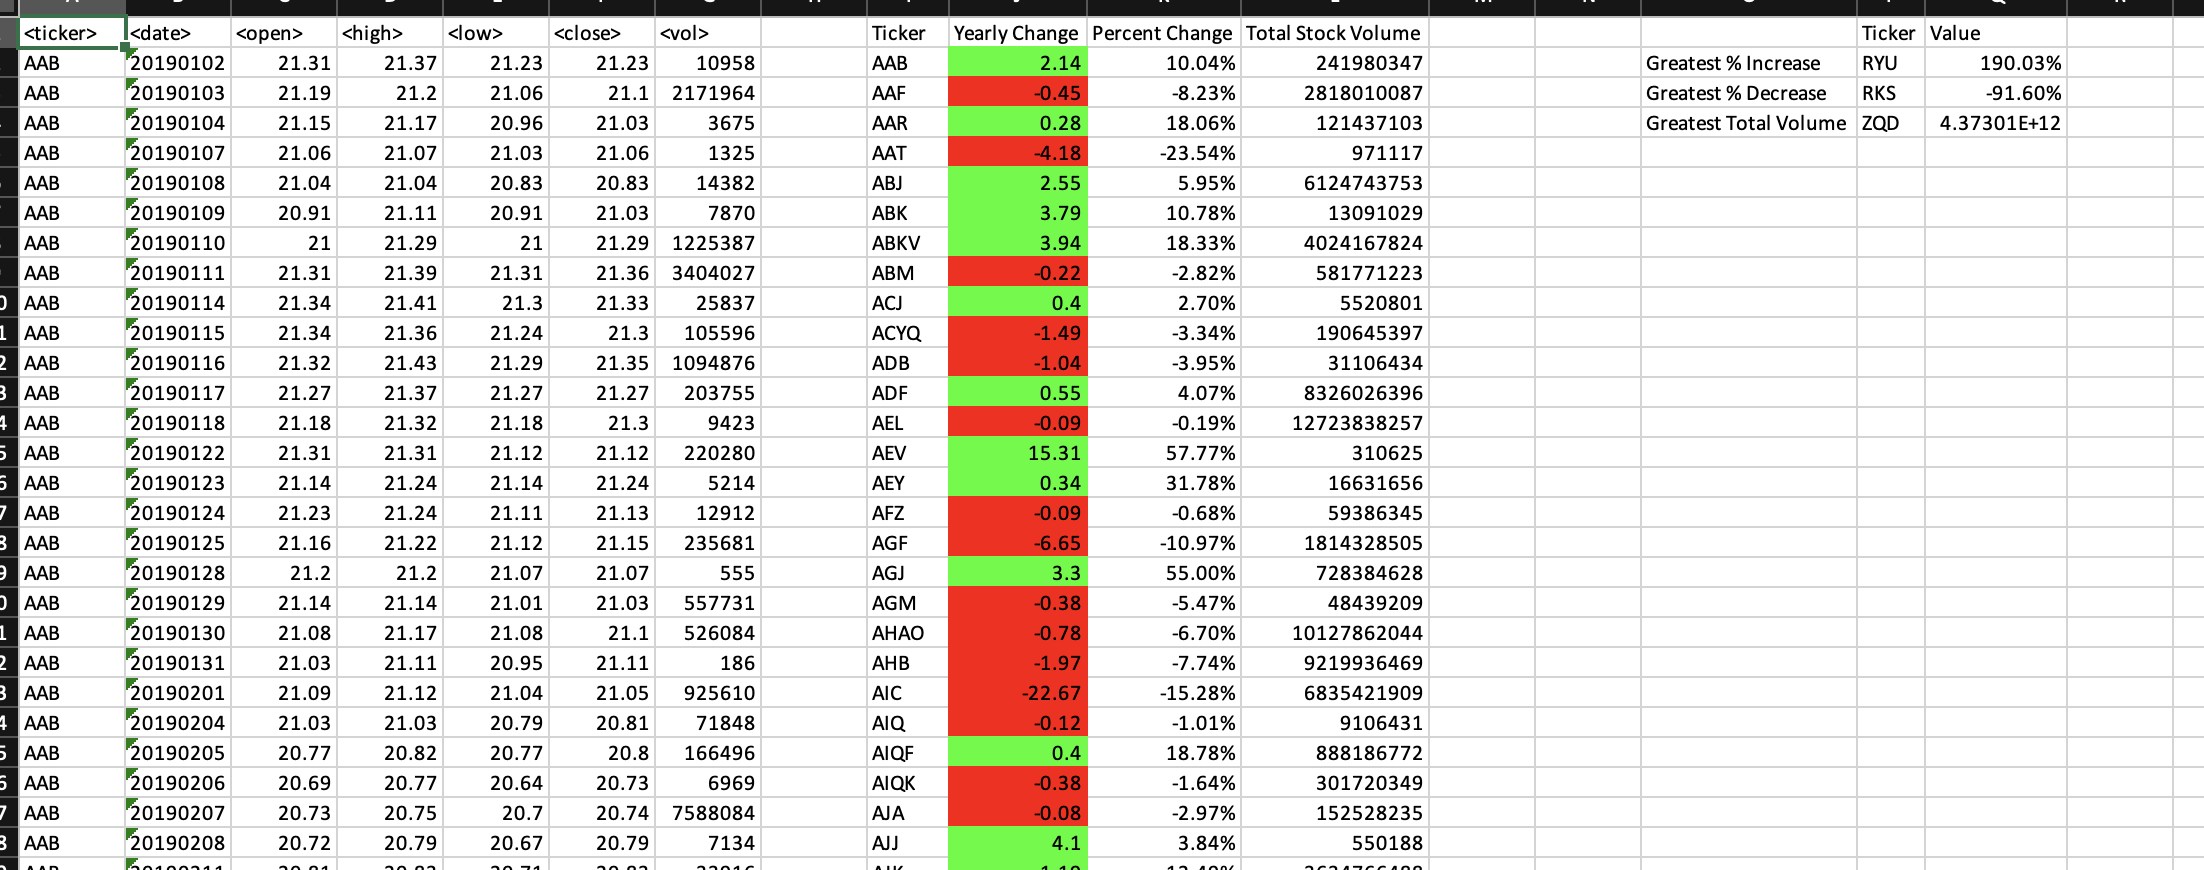 <ticker> <date> <open> <high> <low> <close> <vol> Ticker Yearly Change Percent Change Total Stock Volume Ticker Value
AAB 20190102 21.31 21.37 21.23 21.23 10958 AAB 2.14 10.04% 241980347 Greatest % Increase RYU 190.03%
AAB 20190103 21.19 21.2 21.06 21.1 2171964 AAF -0.45 -8.23% 2818010087 Greatest % Decrease RKS -91.60%
AAB 20190104 21.15 21.17 20.96 21.03 3675 AAR 0.28 18.06% 121437103 Greatest Total Volume ZQD 4.37301E+12
AAB 20190107 21.06 21.07 21.03 21.06 1325 AAT -4.18 -23.54% 971117
AAB 20190108 21.04 21.04 20.83 20.83 14382 ABJ 2.55 5.95% 6124743753
AAB 20190109 20.91 21.11 20.91 21.03 7870 ABK 3.79 10.78% 13091029
AAB 20190110 21 21.29 21 21.29 1225387 ABKV 3.94 18.33% 4024167824
AAB 20190111 21.31 21.39 21.31 21.36 3404027 ABM -0.22 -2.82% 581771223
AAB 20190114 21.34 21.41 21.3 21.33 25837 ACJ 0.4 2.70% 5520801
AAB 20190115 21.34 21.36 21.24 21.3 105596 ACYQ -1.49 -3.34% 190645397
AAB 20190116 21.32 21.43 21.29 21.35 1094876 ADB -1.04 -3.95% 31106434
AAB 20190117 21.27 21.37 21.27 21.27 203755 ADF 0.55 4.07% 8326026396
AAB 20190118 21.18 21.32 21.18 21.3 9423 AEL -0.09 -0.19% 12723838257
AAB 20190122 21.31 21.31 21.12 21.12 220280 AEV 15.31 57.77% 310625
AAB 20190123 21.14 21.24 21.14 21.24 5214 AEY 0.34 31.78% 16631656
AAB 20190124 21.23 21.24 21.11 21.13 12912 AFZ -0.09 -0.68% 59386345
AAB 20190125 21.16 21.22 21.12 21.15 235681 AGF -6.65 -10.97% 1814328505
AAB 20190128 21.2 21.2 21.07 21.07 555 AGJ 3.3 55.00% 728384628
AAB 20190129 21.14 21.14 21.01 21.03 557731 AGM -0.38 -5.47% 48439209
AAB 20190130 21.08 21.17 21.08 21.1 526084 AHAO -0.78 -6.70% 10127862044
AAB 20190131 21.03 21.11 20.95 21.11 186 AHB -1.97 -7.74% 9219936469
AAB 20190201 21.09 21.12 21.04 21.05 925610 AIC -22.67 -15.28% 6835421909
AAB 20190204 21.03 21.03 20.79 20.81 71848 AIQ -0.12 -1.01% 9106431
AAB 20190205 20.77 20.82 20.77 20.8 166496 AIQF 0.4 18.78% 888186772
AAB 20190206 20.69 20.77 20.64 20.73 6969 AIQK -0.38 -1.64% 301720349
AAB 20190207 20.73 20.75 20.7 20.74 7588084 AJA -0.08 -2.97% 152528235
AAB 20190208 20.72 20.79 20.67 20.79 7134 AJJ 4.1 3.84% 550188